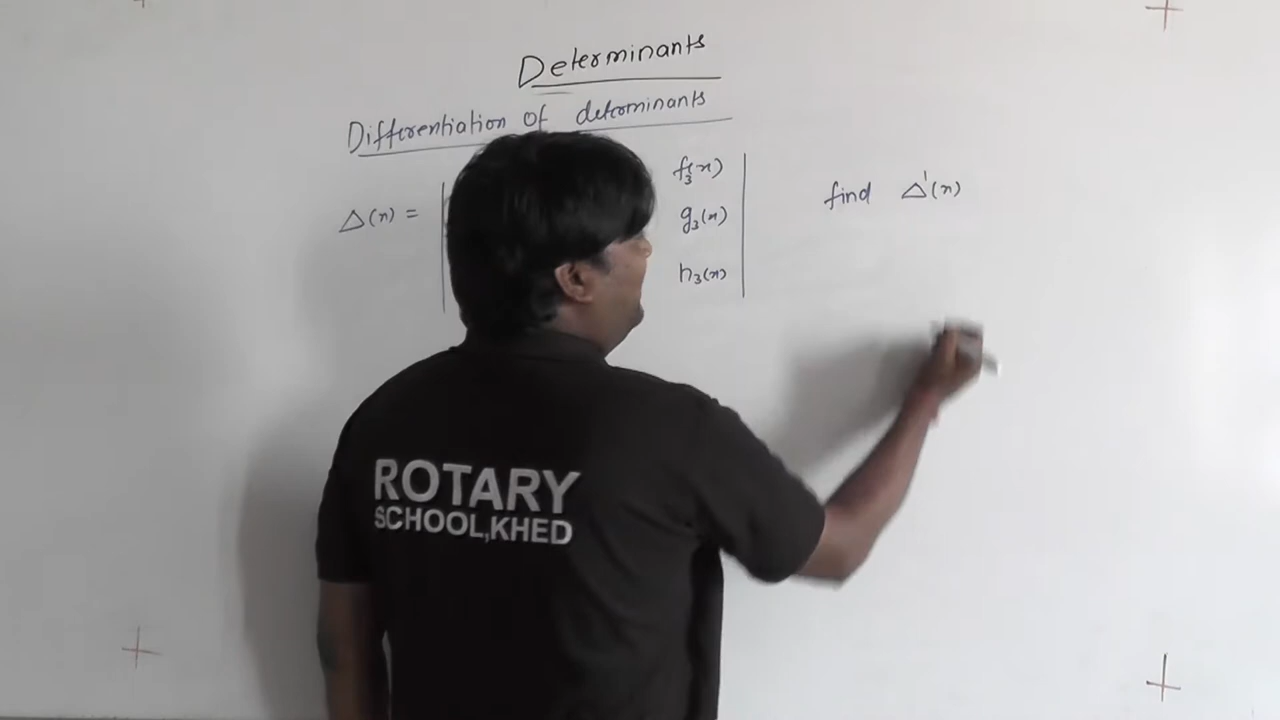 Determinants
Differentiation of determinants
Δ(x) =
f₃(x)
g₃(x)
h₃(x)
find Δ'(x)
ROTARY
SCHOOL,KHED